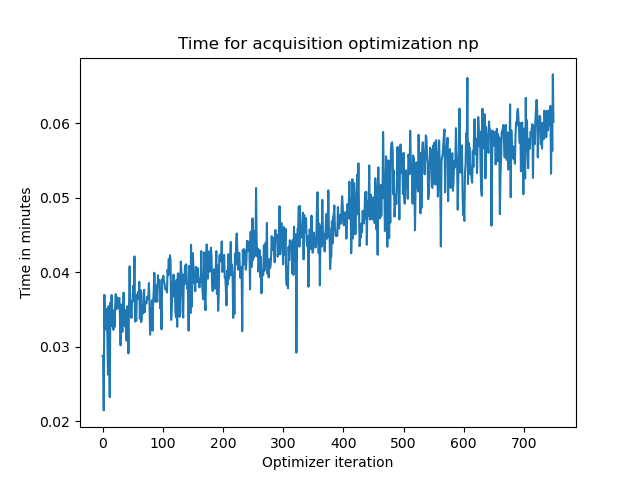 Time for acquisition optimization np
Time in minutes
0.06
0.05
0.04
0.03
0.02
0 100 200 300 400 500 600 700
Optimizer iteration